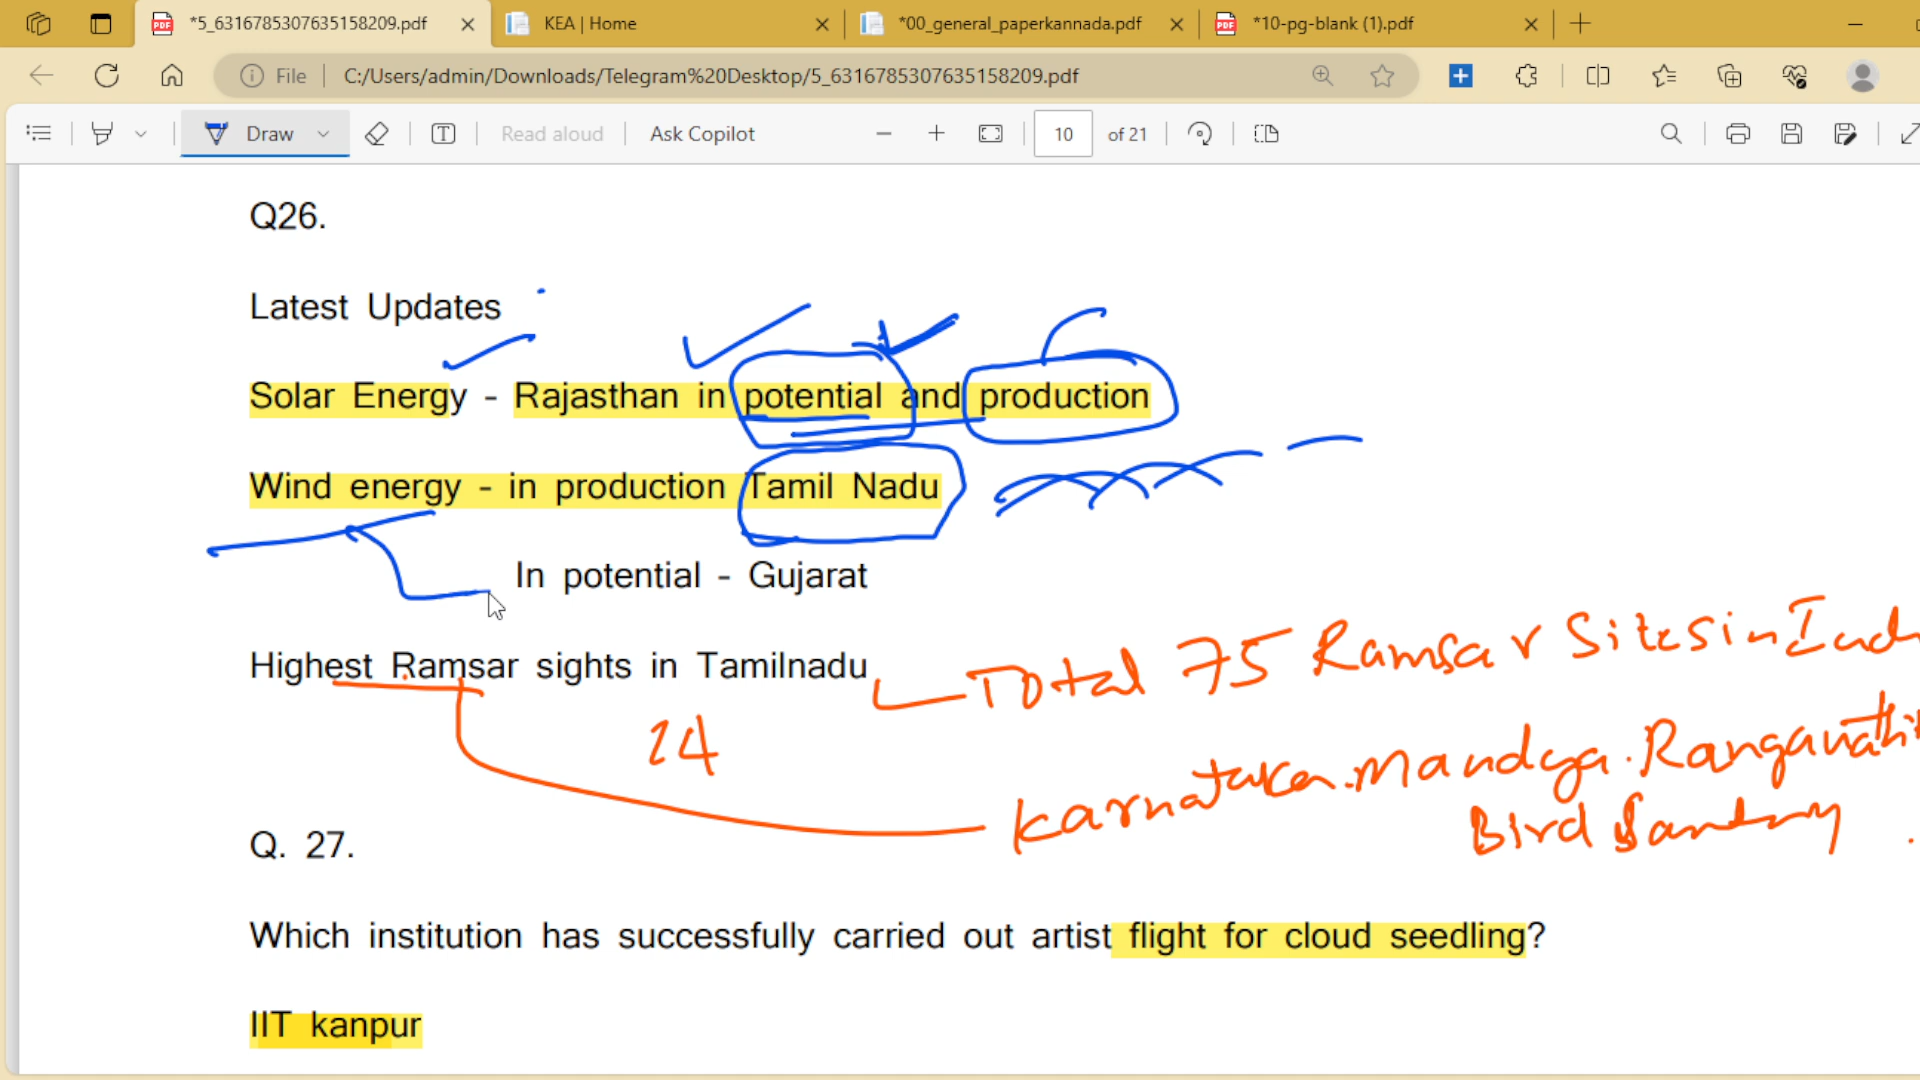 *5_6316785307635158209.pdf
KEA | Home
*00_general_paperkannada.pdf
*10-pg-blank (1).pdf
File
C:/Users/admin/Downloads/Telegram%20Desktop/5_6316785307635158209.pdf
Draw
Read aloud
Ask Copilot
10
of 21
Q26.
Latest Updates
Solar Energy - Rajasthan in potential and production
Wind energy - in production Tamil Nadu
In potential - Gujarat
Highest Ramsar sights in Tamilnadu
Total 75 Ramsar Sites in Ind
14
Karnataka. Mandya. Ranganathi
Bird
Q. 27.
Which institution has successfully carried out artist flight for cloud seedling?
IIT kanpur